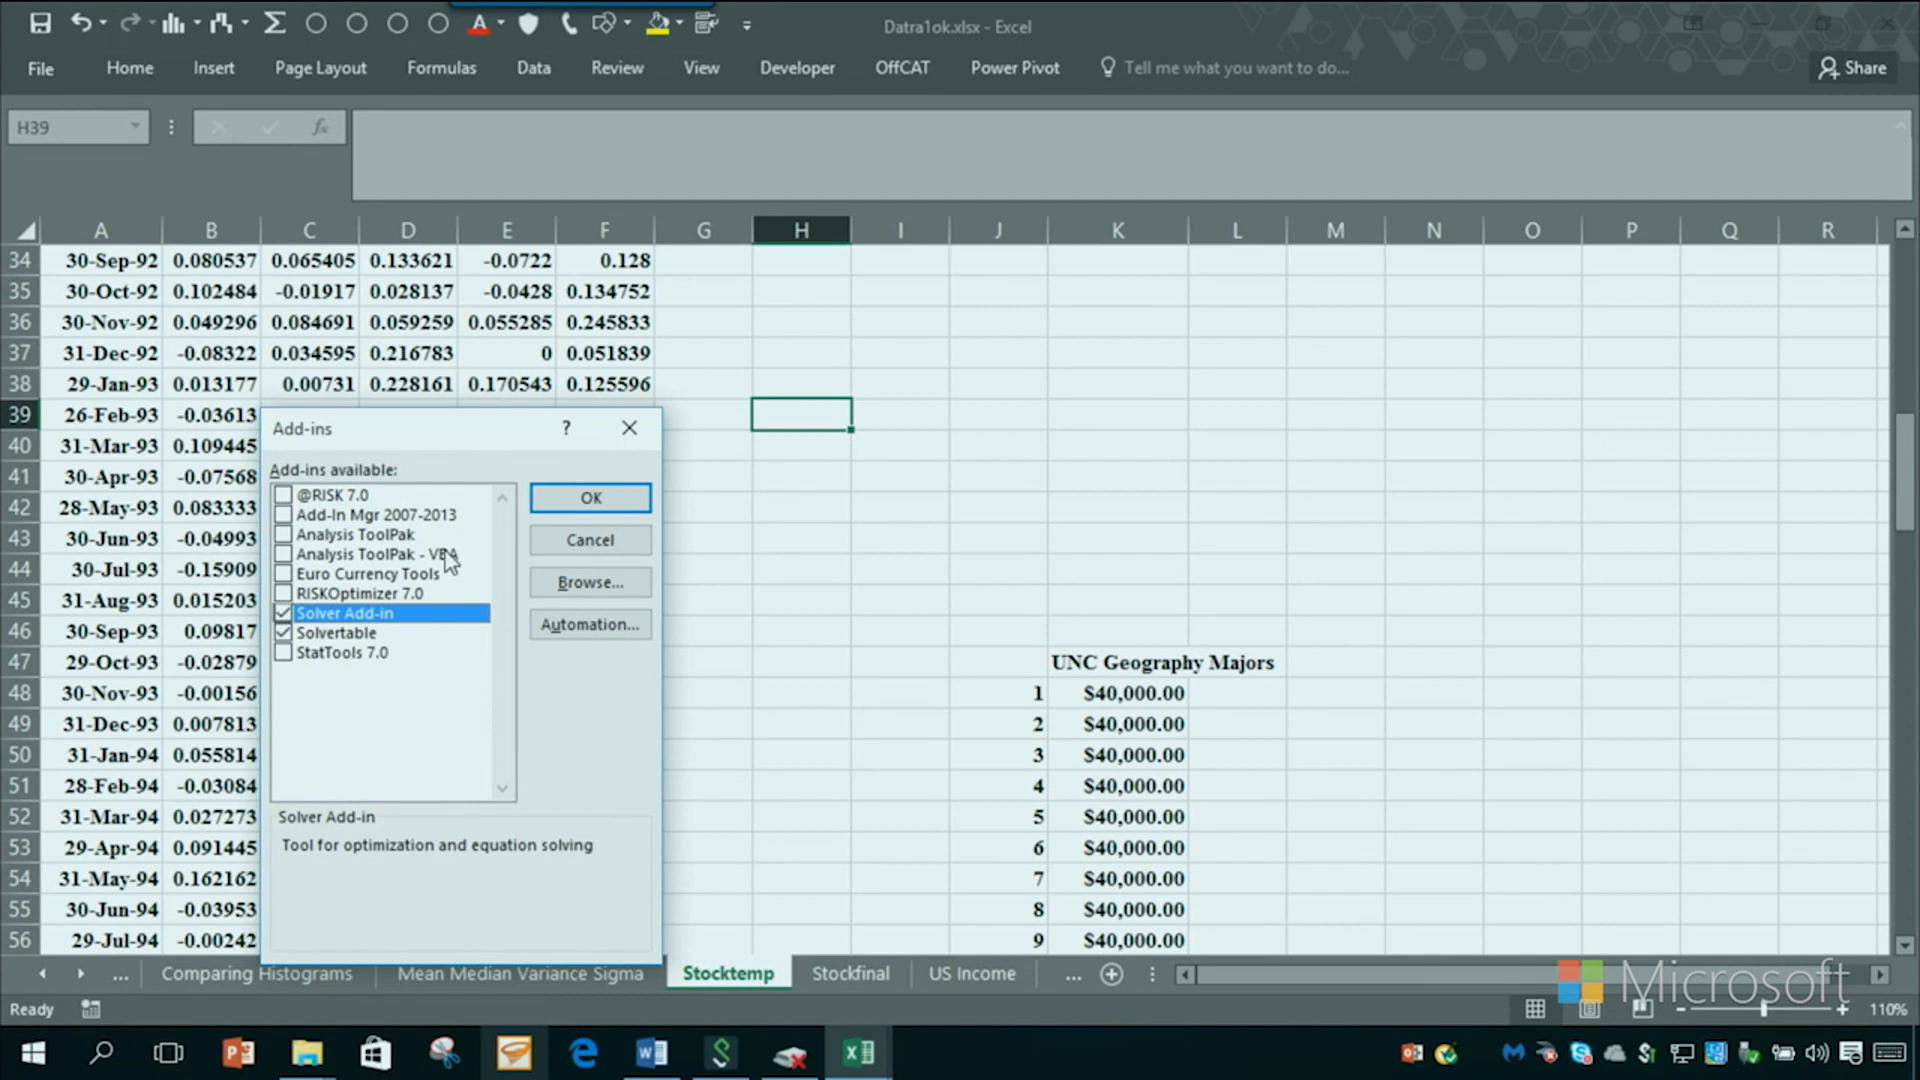 Datra1ok.xlsx - Excel
File Home Insert Page Layout Formulas Data Review View Developer OffCAT Power Pivot Tell me what you want to do... Share
H39 fx
A B C D E F G H I J K L M N O P Q R
34 30-Sep-92 0.080537 0.065405 0.133621 -0.0722 0.128
35 30-Oct-92 0.102484 -0.01917 0.028137 -0.0428 0.134752
36 30-Nov-92 0.049296 0.084691 0.059259 0.055285 0.245833
37 31-Dec-92 -0.08322 0.034595 0.216783 0 0.051839
38 29-Jan-93 0.013177 0.00731 0.228161 0.170543 0.125596
39 26-Feb-93 -0.03613
40 31-Mar-93 0.109445
41 30-Apr-93 -0.07568
42 28-May-93 0.083333
43 30-Jun-93 -0.04993
44 30-Jul-93 -0.15909
45 31-Aug-93 0.015203
46 30-Sep-93 0.09817
47 29-Oct-93 -0.02879
48 30-Nov-93 -0.00156
49 31-Dec-93 0.007813
50 31-Jan-94 0.055814
51 28-Feb-94 -0.03084
52 31-Mar-94 0.027273
53 29-Apr-94 0.091445
54 31-May-94 0.162162
55 30-Jun-94 -0.03953
56 29-Jul-94 -0.00242
Add-ins ?
Add-ins available:
@RISK 7.0
Add-In Mgr 2007-2013
Analysis ToolPak
Analysis ToolPak - VBA
Euro Currency Tools
RISKOptimizer 7.0
Solver Add-in
Solvertable
StatTools 7.0
OK
Cancel
Browse...
Automation...
Solver Add-in
Tool for optimization and equation solving
UNC Geography Majors
1 $40,000.00
2 $40,000.00
3 $40,000.00
4 $40,000.00
5 $40,000.00
6 $40,000.00
7 $40,000.00
8 $40,000.00
9 $40,000.00
... Comparing Histograms Mean Median Variance Sigma Stocktemp Stockfinal US Income ...
Microsoft
Ready 110%